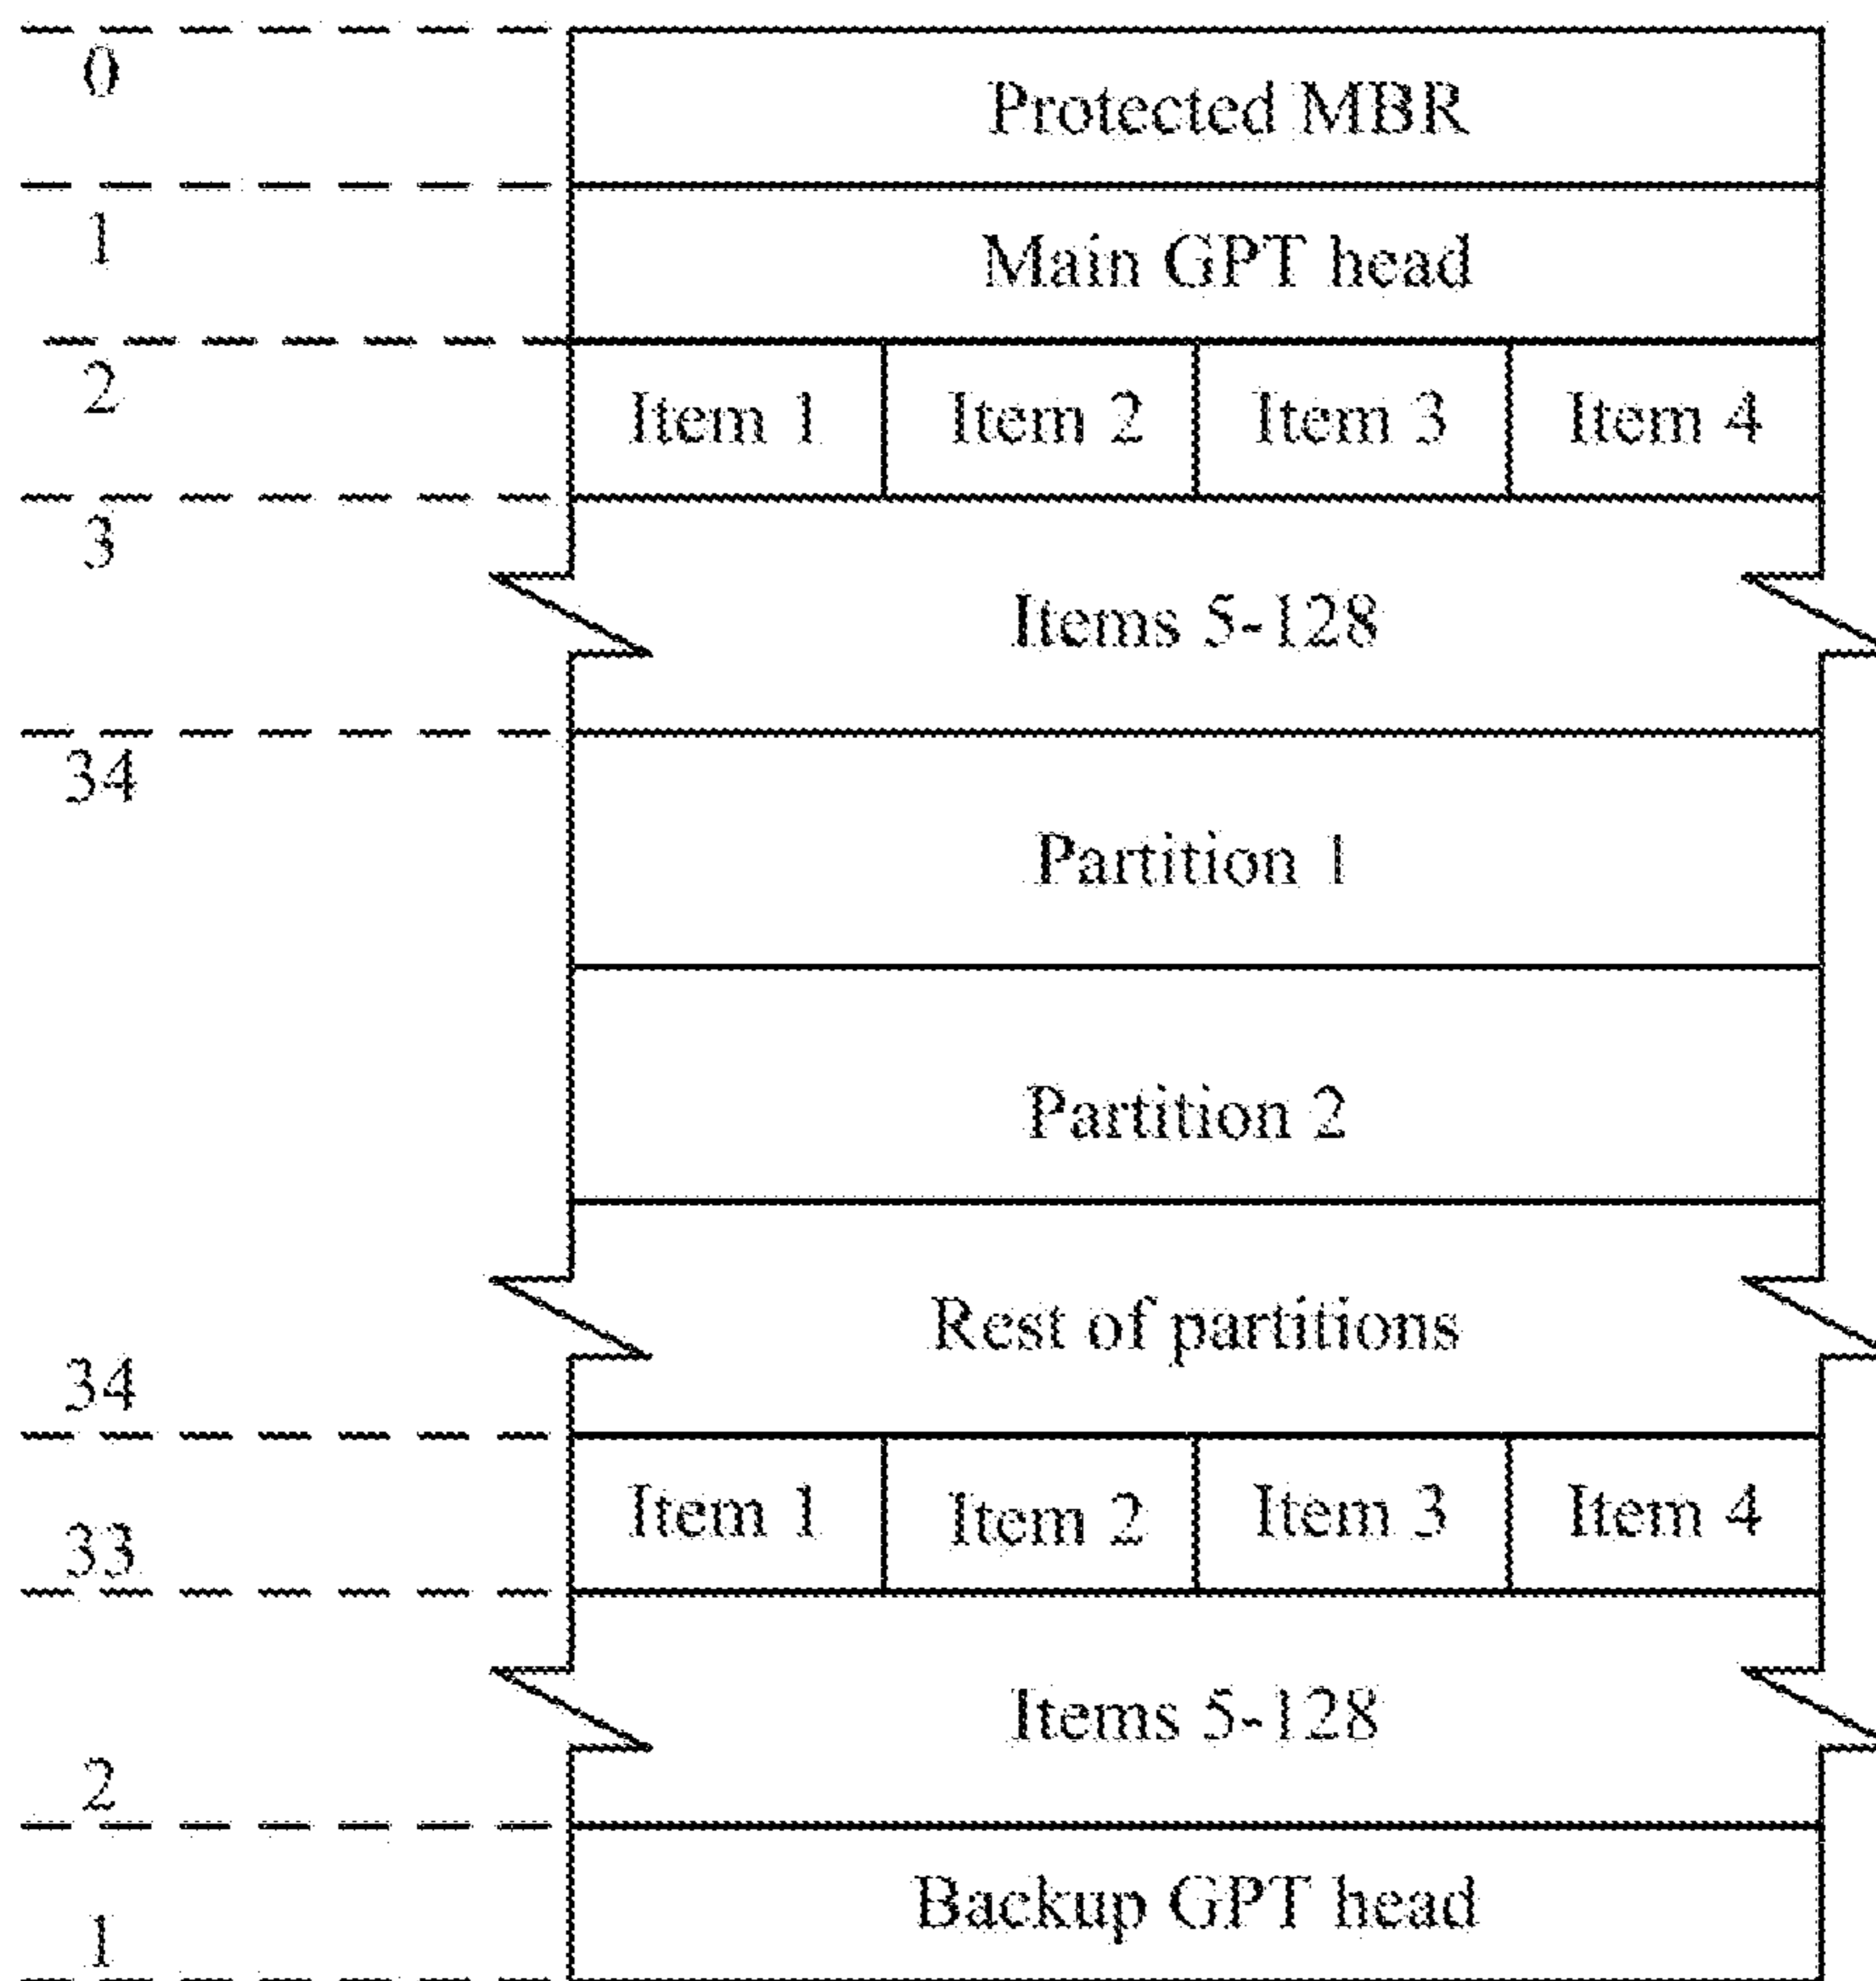 0
Protected MBR
1
Main GPT head
2
Item 1 Item 2 Item 3 Item 4
3
Items 5-128
34
Partition 1
Partition 2
Rest of partitions
34
Item 1 Item 2 Item 3 Item 4
33
Items 5-128
2
Backup GPT head
1